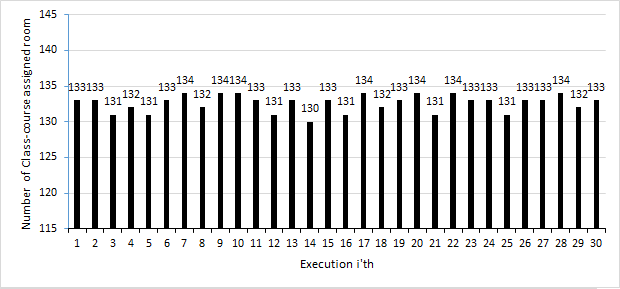 145
140
135
130
125
120
115
Number of Class-course assigned room
133 133 131 132 131 133 134 132 134 134 133 131 133 130 133 131 134 132 133 134 131 134 133 133 131 133 133 134 132 133
1 2 3 4 5 6 7 8 9 10 11 12 13 14 15 16 17 18 19 20 21 22 23 24 25 26 27 28 29 30
Execution i'th